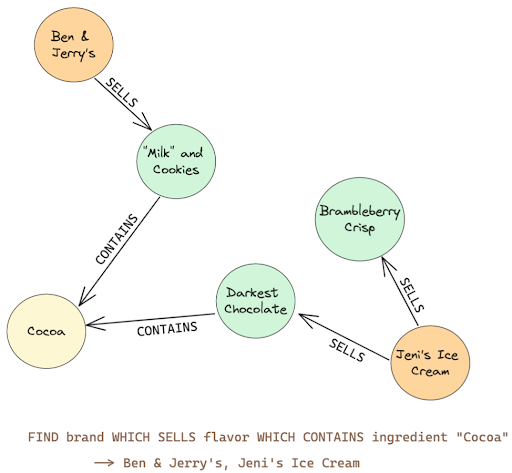 Ben &
Jerry's
SELLS
"Milk" and
Cookies
CONTAINS
Brambleberry
Crisp
SELLS
Darkest
Chocolate
CONTAINS
Cocoa
SELLS
Jeni's Ice
Cream
FIND brand WHICH SELLS flavor WHICH CONTAINS ingredient "Cocoa"
→ Ben & Jerry's, Jeni's Ice Cream